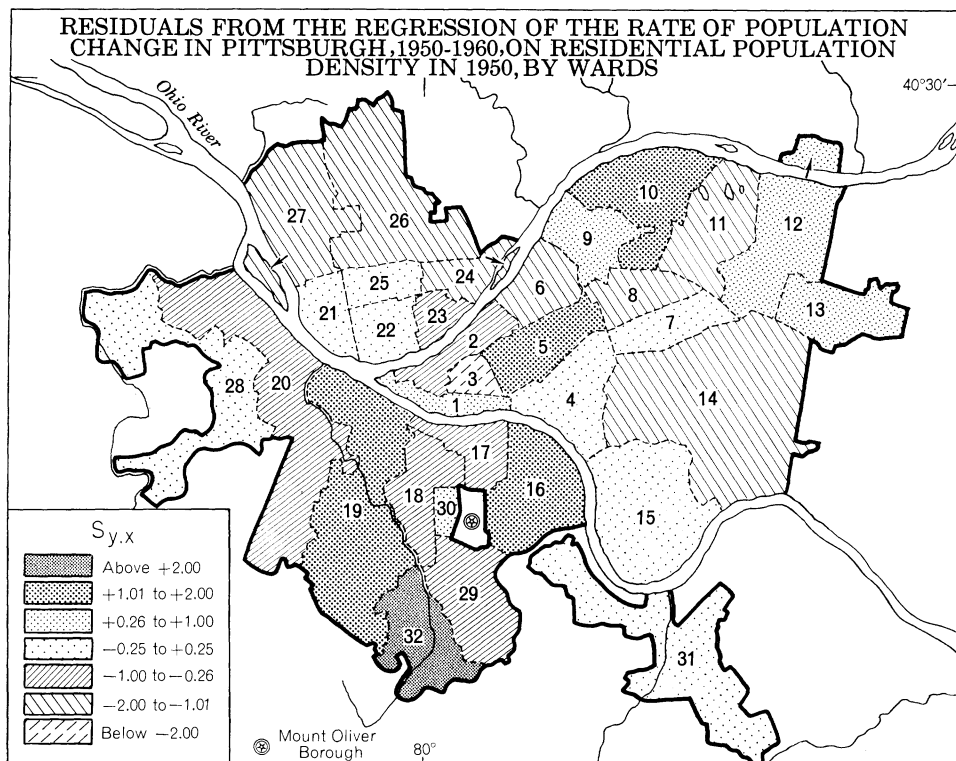 RESIDUALS FROM THE REGRESSION OF THE RATE OF POPULATION
CHANGE IN PITTSBURGH, 1950-1960, ON RESIDENTIAL POPULATION
DENSITY IN 1950, BY WARDS
40°30′
Ohio River
10
27
26
9
11
12
25
24
6
8
13
21
22
23
2
5
7
28
20
3
1
4
14
17
19
18
30
16
15
29
32
31
Sy.x
Above +2.00
+1.01 to +2.00
+0.26 to +1.00
−0.25 to +0.25
−1.00 to −0.26
−2.00 to −1.01
Below −2.00
Mount Oliver
Borough
80°